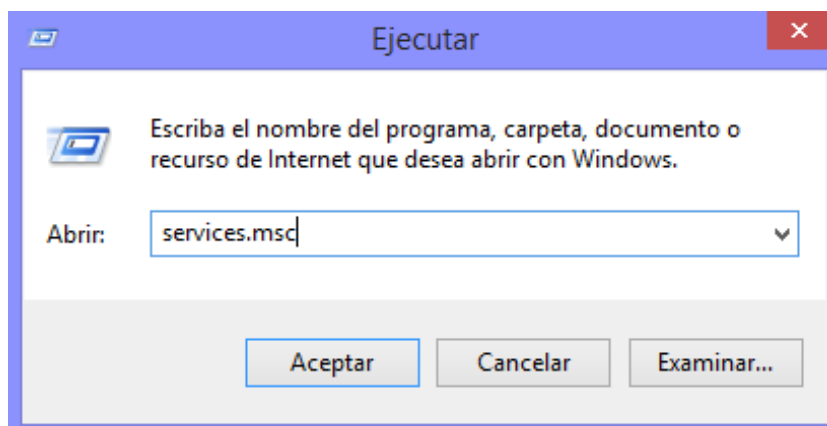 Ejecutar
Escriba el nombre del programa, carpeta, documento o
recurso de Internet que desea abrir con Windows.
Abrir: services.msc
Aceptar Cancelar Examinar...